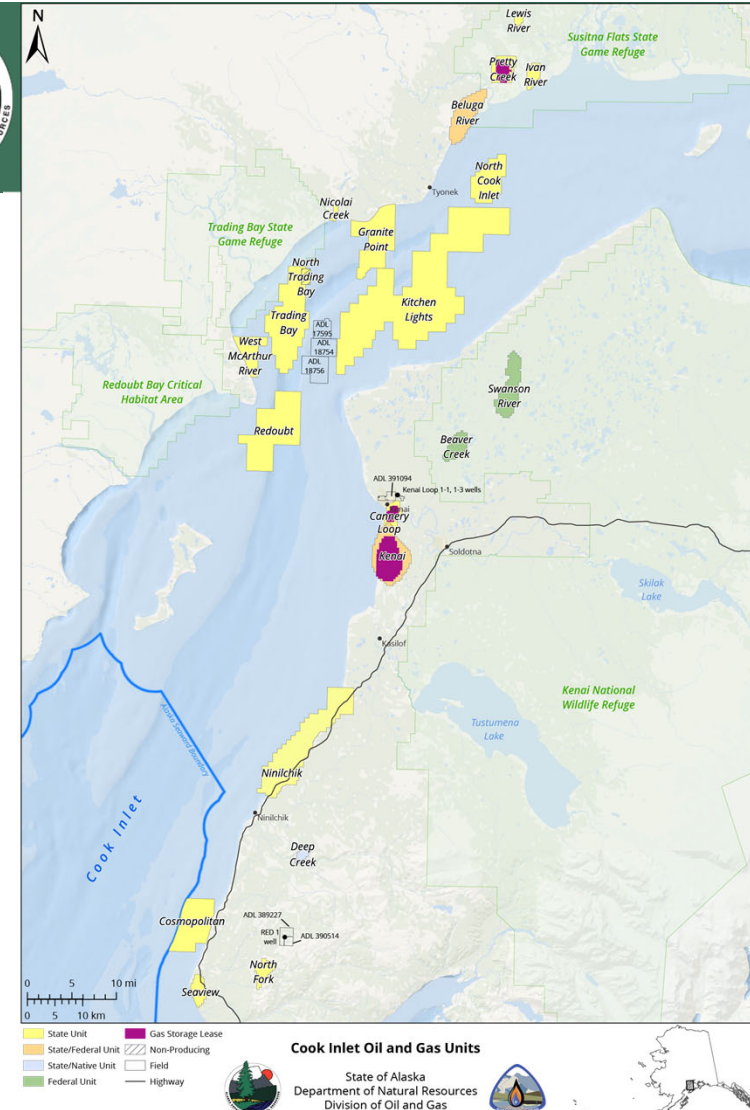 N
Lewis
River
Susitna Flats State
Game Refuge
Pretty
Creek
Ivan
River
Beluga
River
North
Cook
Inlet
Tyonek
Nicolai
Creek
Trading Bay State
Game Refuge
Granite
Point
North
Trading
Bay
Kitchen
Lights
Trading
Bay
ADL
17595
ADL
18754
ADL
18756
West
McArthur
River
Redoubt Bay Critical
Habitat Area
Swanson
River
Redoubt
Beaver
Creek
ADL 391094
Kenai Loop 1-1, 1-3 wells
Cannery
Loop
Kenai
Soldotna
Skilak
Lake
Kasilof
Kenai National
Wildlife Refuge
Tustumena
Lake
Alaska Seaward Boundary
Ninilchik
Ninilchik
Cook Inlet
Deep
Creek
Cosmopolitan
ADL 389227
RED 1
well
ADL 390514
North
Fork
Seaview
0 5 10 mi
0 5 10 km
State Unit
State/Federal Unit
State/Native Unit
Federal Unit
Gas Storage Lease
Non-Producing
Field
Highway
Cook Inlet Oil and Gas Units
State of Alaska
Department of Natural Resources
Division of Oil and Gas